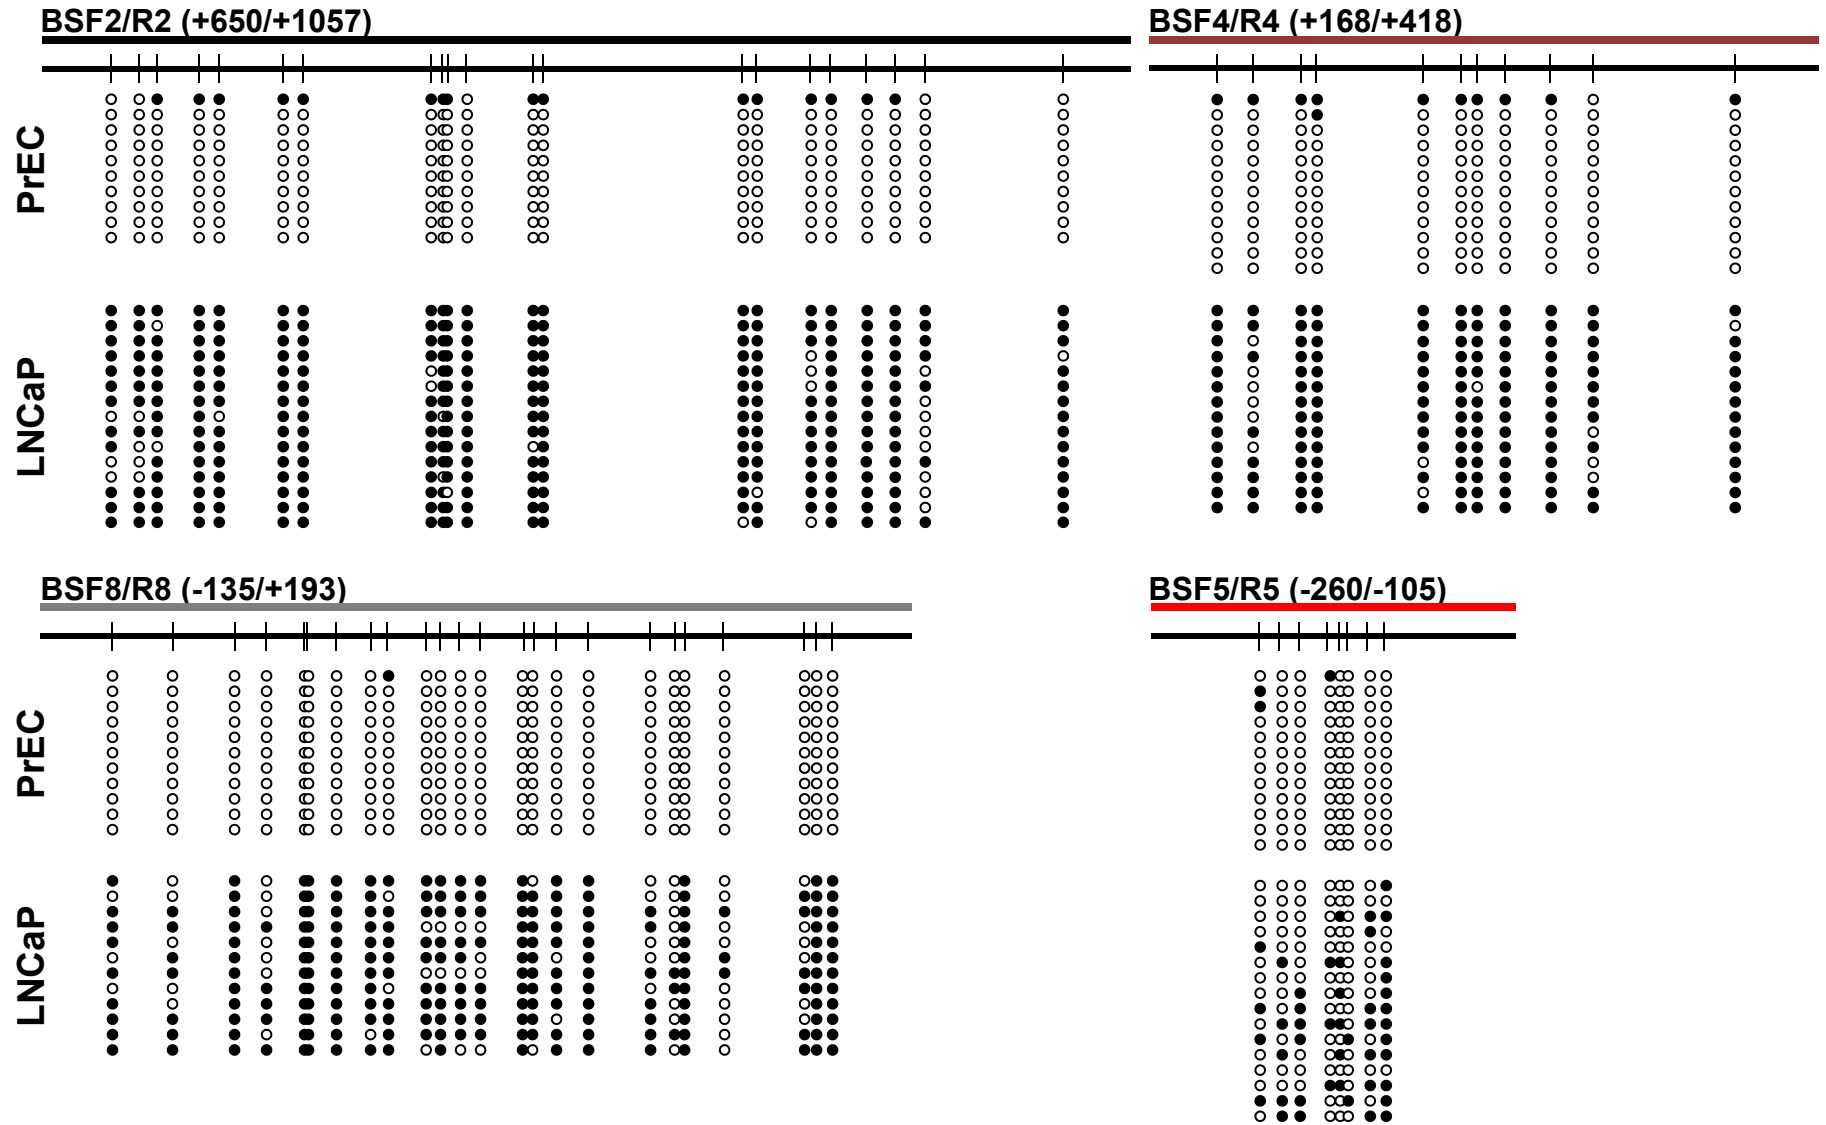 BSF2/R2 (+650/+1057)
BSF4/R4 (+168/+418)
PrEC
LNCaP
BSF8/R8 (-135/+193)
BSF5/R5 (-260/-105)
PrEC
LNCaP